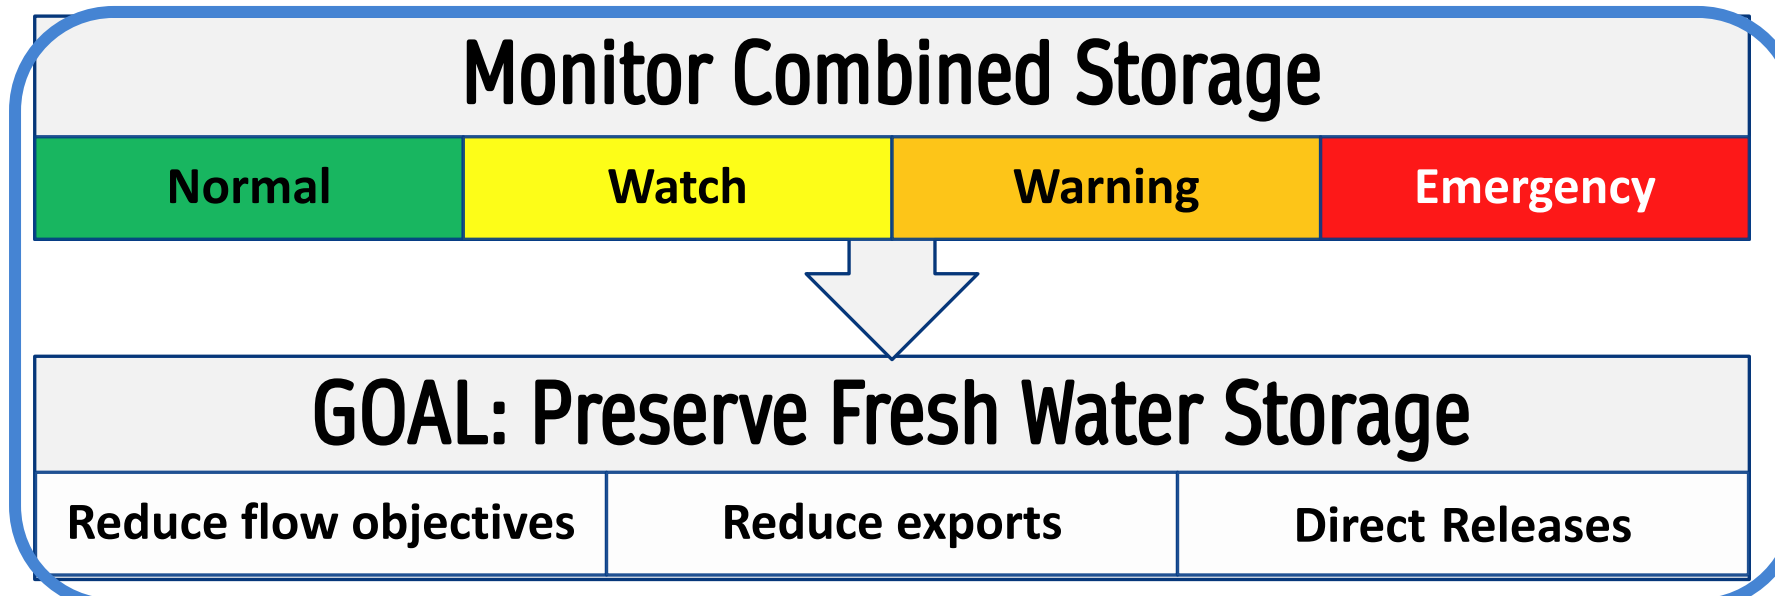 Monitor Combined Storage
Normal Watch Warning Emergency
GOAL: Preserve Fresh Water Storage
Reduce flow objectives Reduce exports Direct Releases